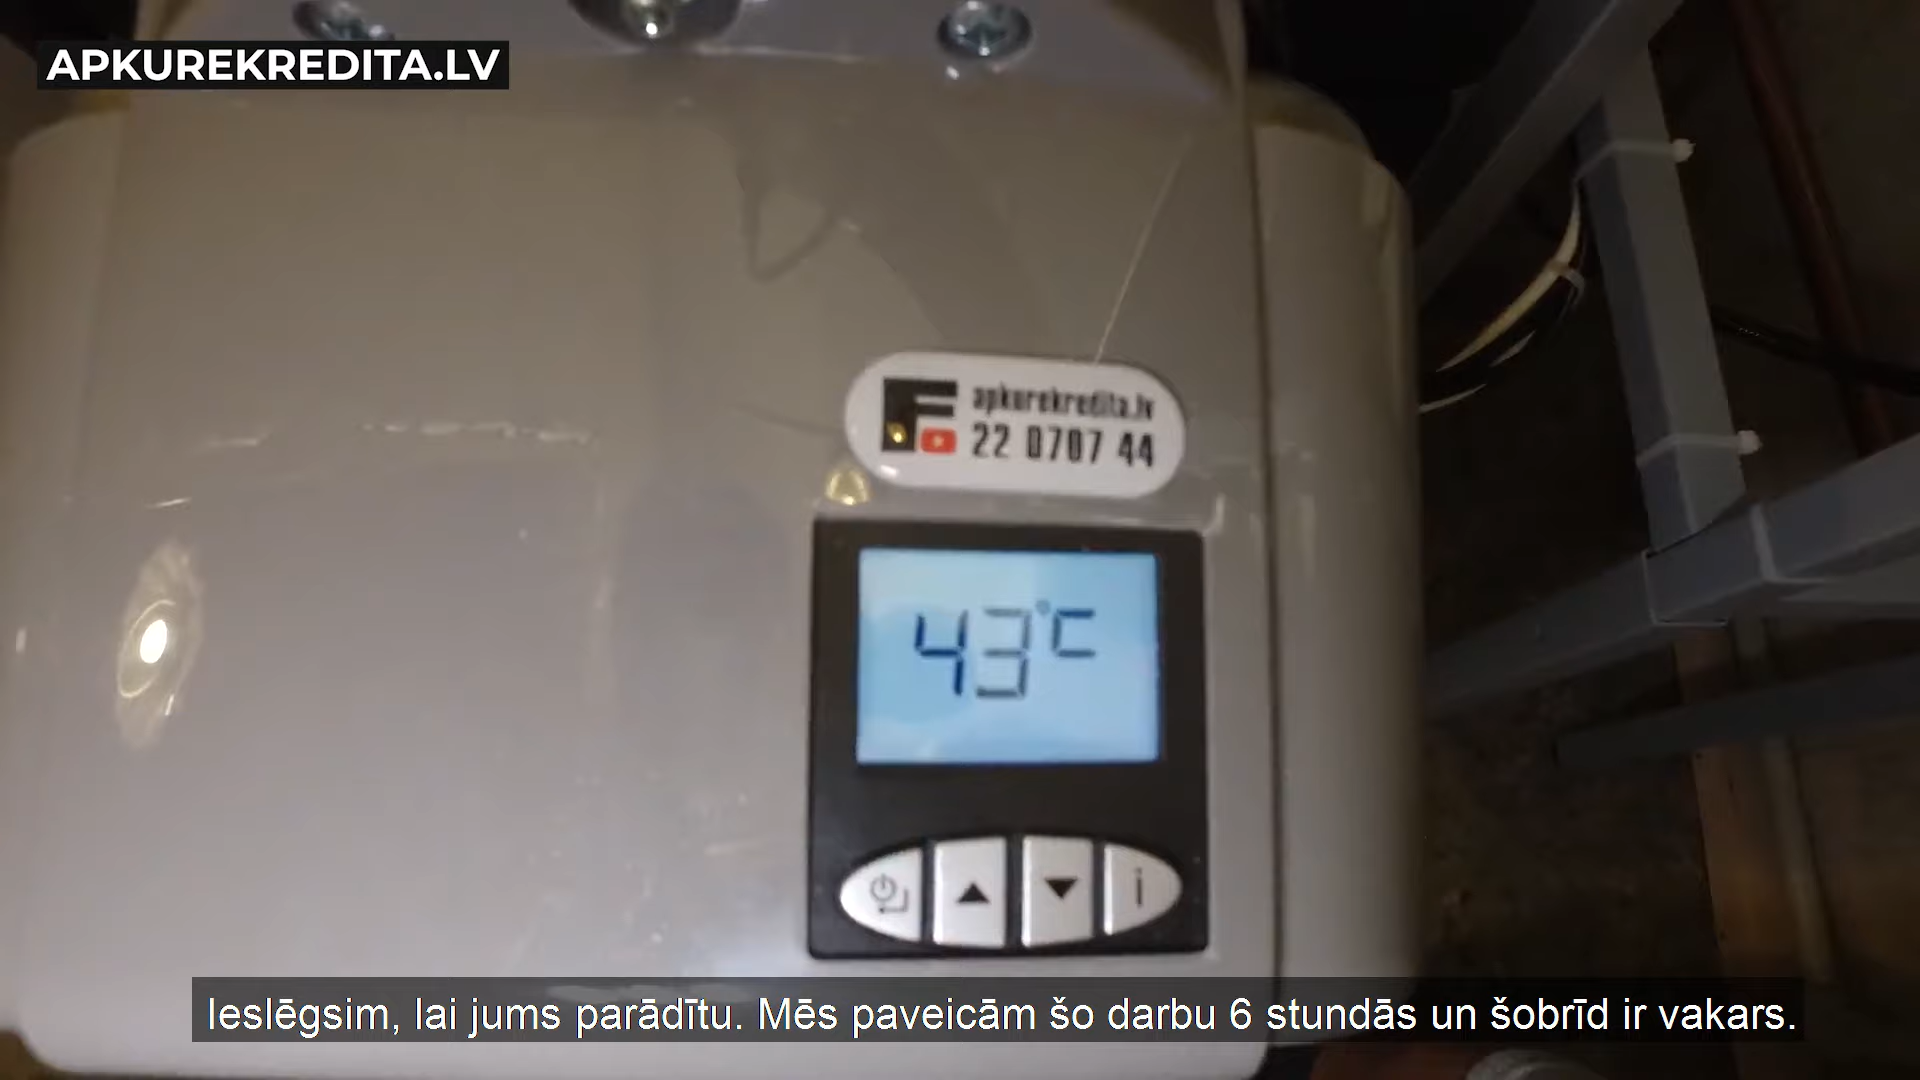 APKUREKREDITA.LV
apkurekredita.lv
22 0707 44
43°C
i
Ieslēgsim, lai jums parādītu. Mēs paveicām šo darbu 6 stundās un šobrīd ir vakars.